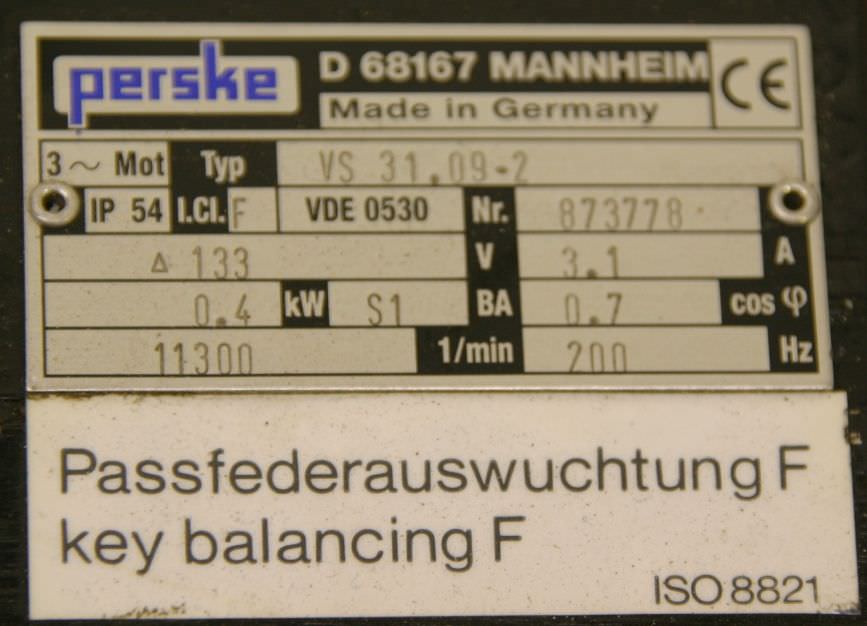 perske
D 68167 MANNHEIM
Made in Germany
CE
3 ~ Mot Typ VS 31.09-2
IP 54 I.Cl. F VDE 0530 Nr. 873778
Δ 133 V 3.1 A
0.4 kW S1 BA 0.7 cos φ
11300 1/min 200 Hz
Passfederauswuchtung F
key balancing F
ISO 8821